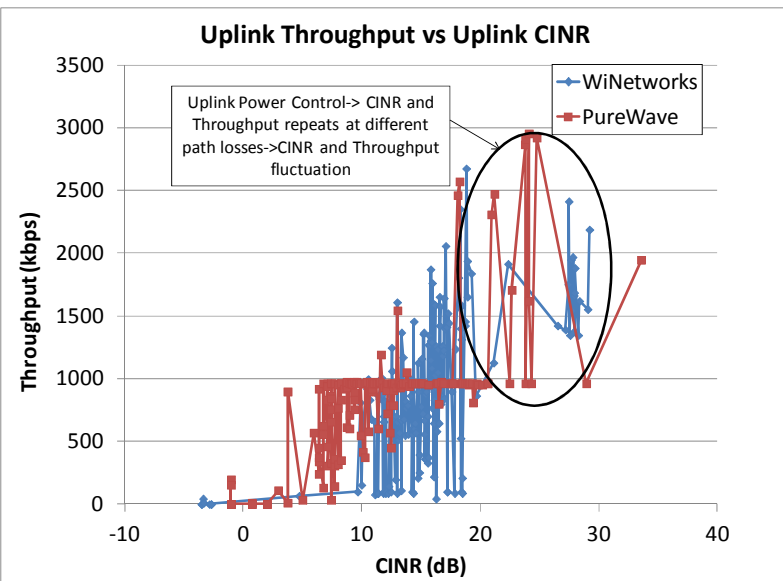 Uplink Throughput vs Uplink CINR
3500
3000
2500
2000
1500
1000
500
0
Throughput (kbps)
Uplink Power Control-> CINR and
Throughput repeats at different
path losses->CINR and Throughput
fluctuation
WiNetworks
PureWave
-10
0
10
20
30
40
CINR (dB)